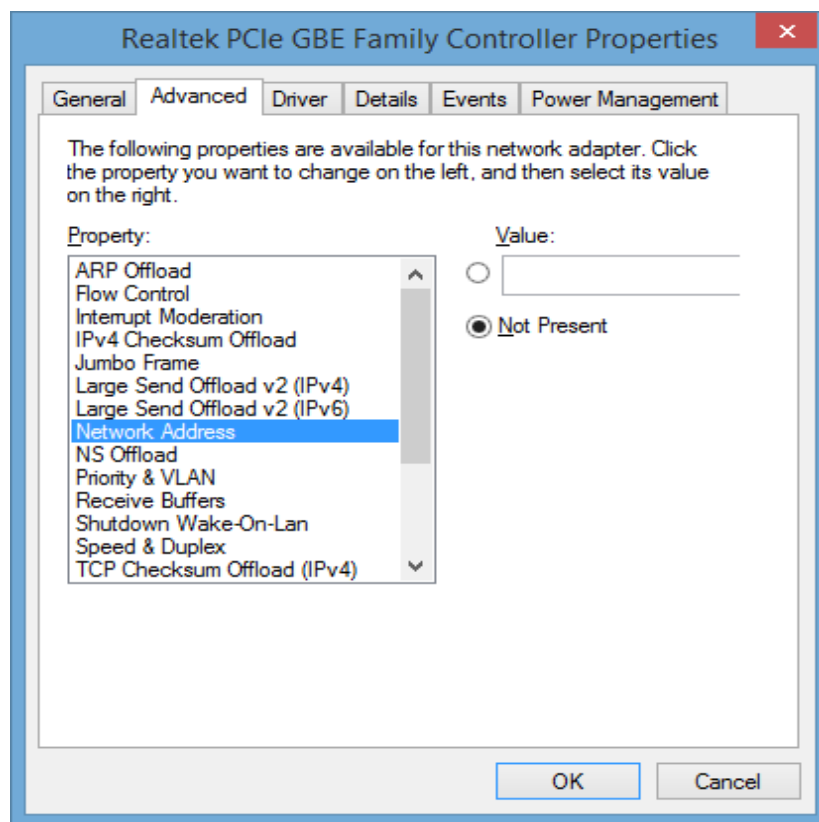 Realtek PCIe GBE Family Controller Properties
General Advanced Driver Details Events Power Management
The following properties are available for this network adapter. Click
the property you want to change on the left, and then select its value
on the right.
Property:
Value:
ARP Offload
Flow Control
Interrupt Moderation
IPv4 Checksum Offload
Jumbo Frame
Large Send Offload v2 (IPv4)
Large Send Offload v2 (IPv6)
Network Address
NS Offload
Priority & VLAN
Receive Buffers
Shutdown Wake-On-Lan
Speed & Duplex
TCP Checksum Offload (IPv4)
Not Present
OK
Cancel